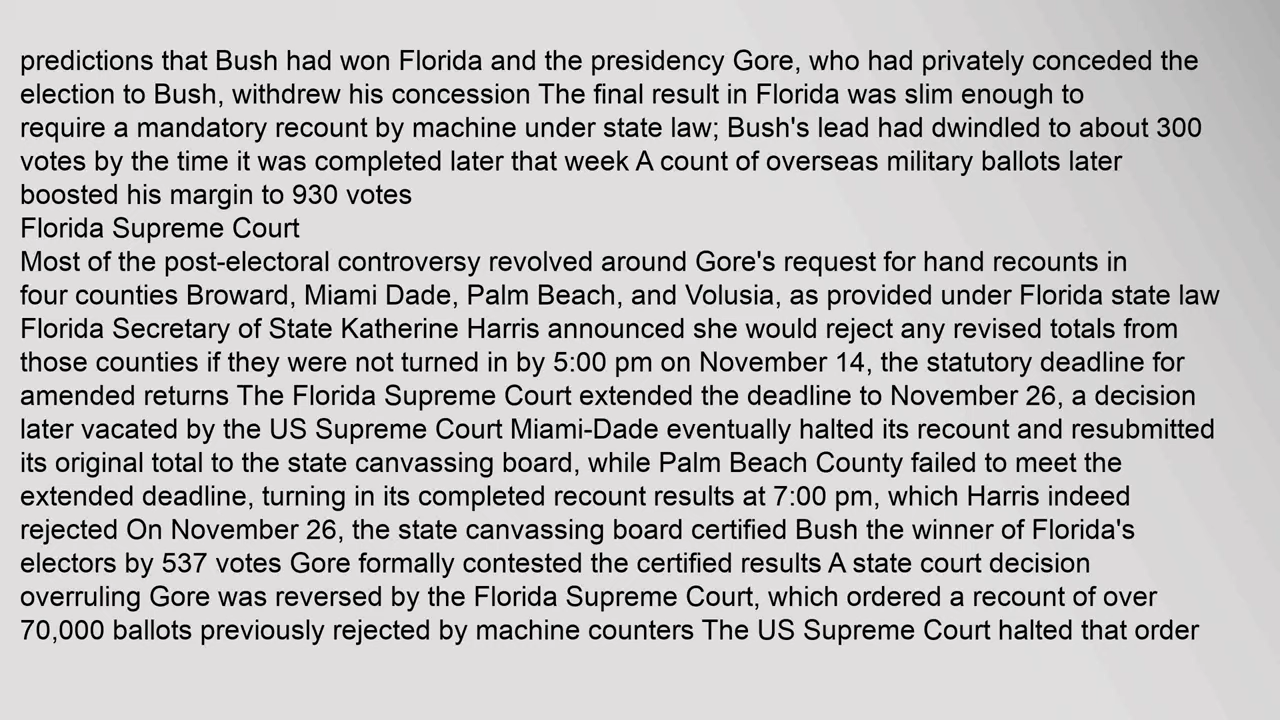 predictions that Bush had won Florida and the presidency Gore, who had privately conceded the
election to Bush, withdrew his concession The final result in Florida was slim enough to
require a mandatory recount by machine under state law; Bush's lead had dwindled to about 300
votes by the time it was completed later that week A count of overseas military ballots later
boosted his margin to 930 votes
Florida Supreme Court
Most of the post-electoral controversy revolved around Gore's request for hand recounts in
four counties Broward, Miami Dade, Palm Beach, and Volusia, as provided under Florida state law
Florida Secretary of State Katherine Harris announced she would reject any revised totals from
those counties if they were not turned in by 5:00 pm on November 14, the statutory deadline for
amended returns The Florida Supreme Court extended the deadline to November 26, a decision
later vacated by the US Supreme Court Miami-Dade eventually halted its recount and resubmitted
its original total to the state canvassing board, while Palm Beach County failed to meet the
extended deadline, turning in its completed recount results at 7:00 pm, which Harris indeed
rejected On November 26, the state canvassing board certified Bush the winner of Florida's
electors by 537 votes Gore formally contested the certified results A state court decision
overruling Gore was reversed by the Florida Supreme Court, which ordered a recount of over
70,000 ballots previously rejected by machine counters The US Supreme Court halted that order